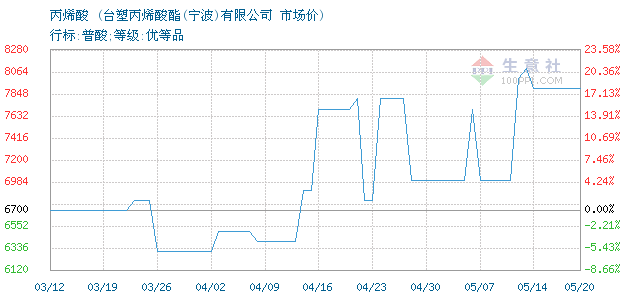 丙烯酸 (台塑丙烯酸酯(宁波)有限公司 市场价)
行标:普酸;等级:优等品
8280 23.58%
8064 20.36%
7848 17.13%
7632 13.91%
7416 10.69%
7200 7.46%
6984 4.24%
6700 0.00%
6552 -2.21%
6336 -5.43%
6120 -8.66%
生意社
100PPI.COM
03/12 03/19 03/26 04/02 04/09 04/16 04/23 04/30 05/07 05/14 05/20